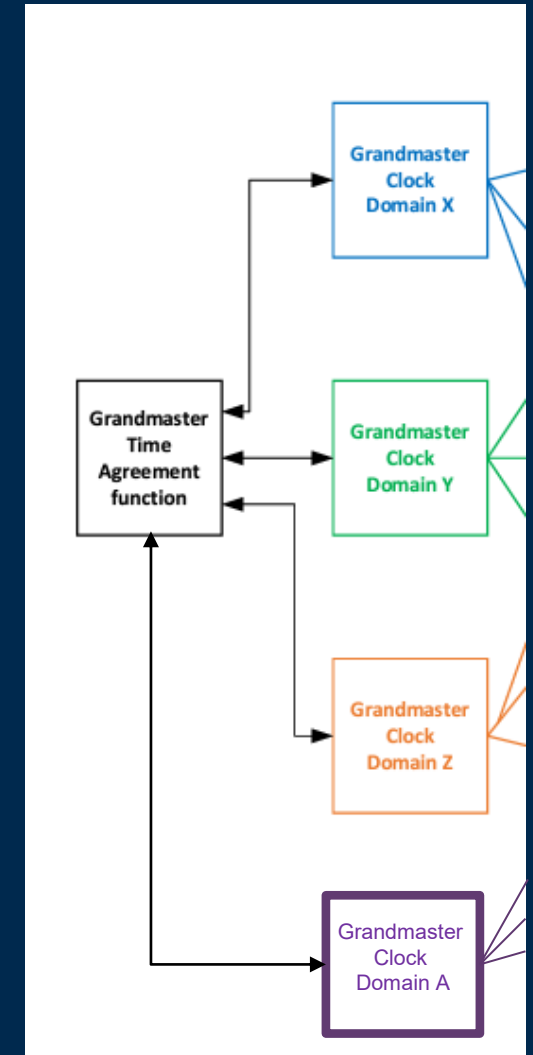 Grandmaster
Clock
Domain X
Grandmaster
Time
Agreement
function
Grandmaster
Clock
Domain Y
Grandmaster
Clock
Domain Z
Grandmaster
Clock
Domain A